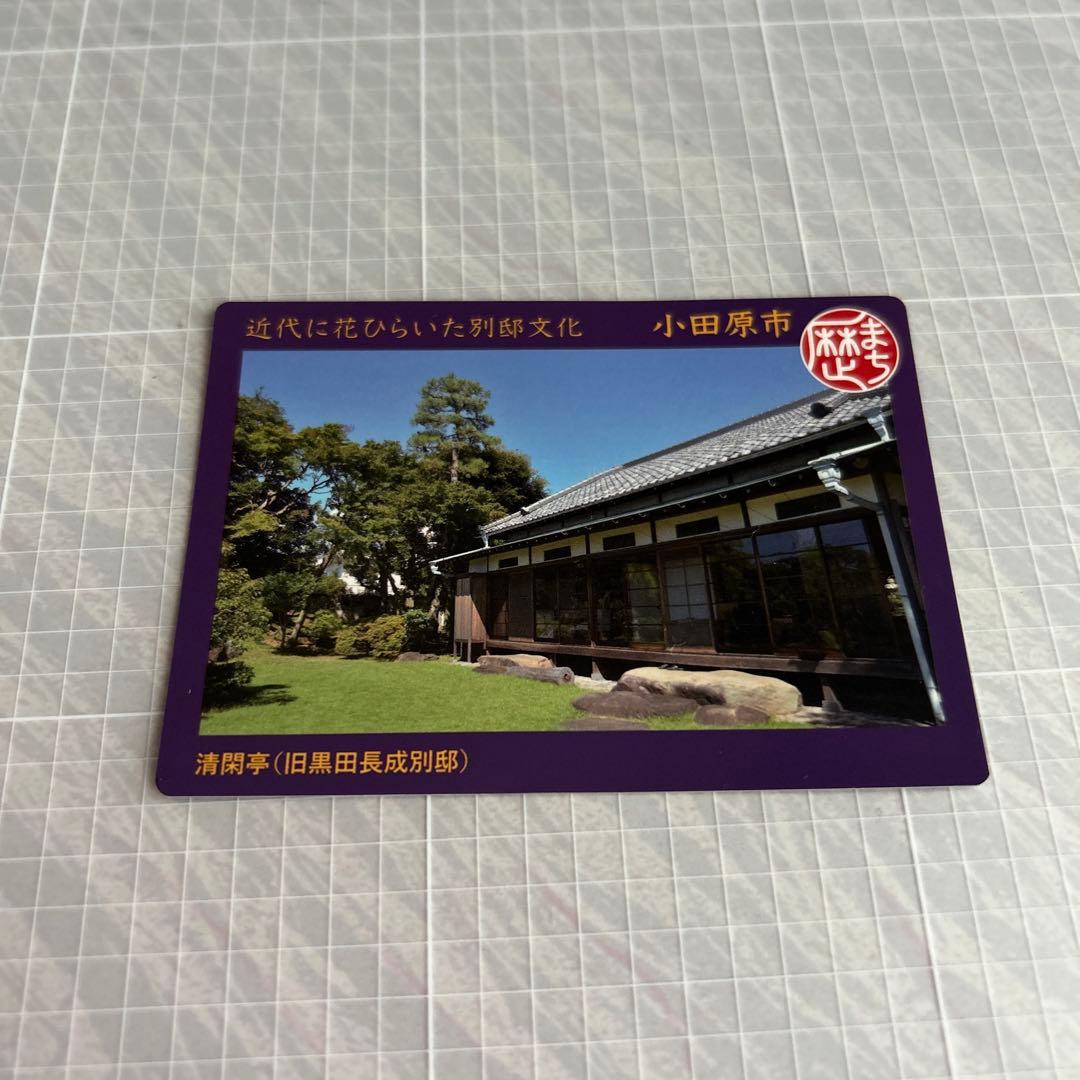 近代に花ひらいた別邸文化
小田原市
歴まち
清閑亭(旧黒田長成別邸)